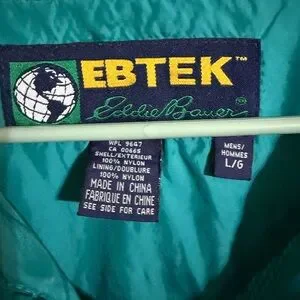 EBTEK™
Eddie Bauer
WPL 9647
CA 00665
SHELL/EXTERIEUR
100% NYLON
LINING/DOUBLURE
100% NYLON
MADE IN CHINA
FABRIQUE EN CHINE
SEE SIDE FOR CARE
MENS/
HOMMES
L/G